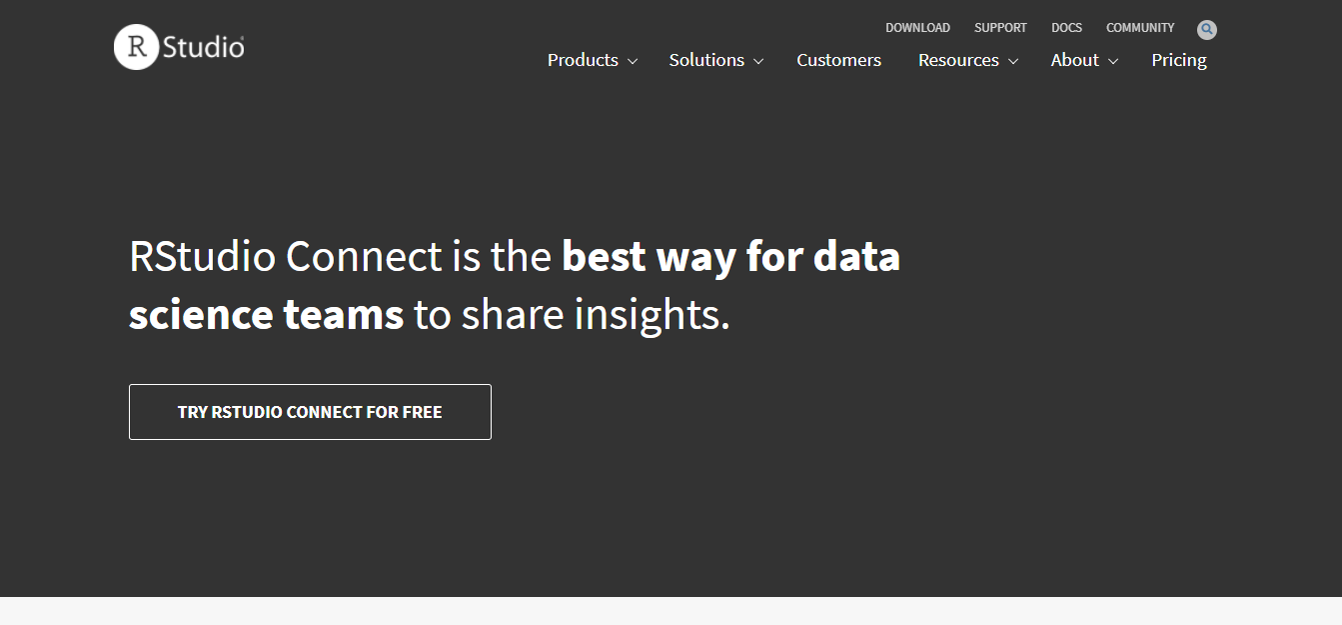 R Studio®
DOWNLOAD SUPPORT DOCS COMMUNITY
Products Solutions Customers Resources About Pricing
RStudio Connect is the best way for data
science teams to share insights.
TRY RSTUDIO CONNECT FOR FREE